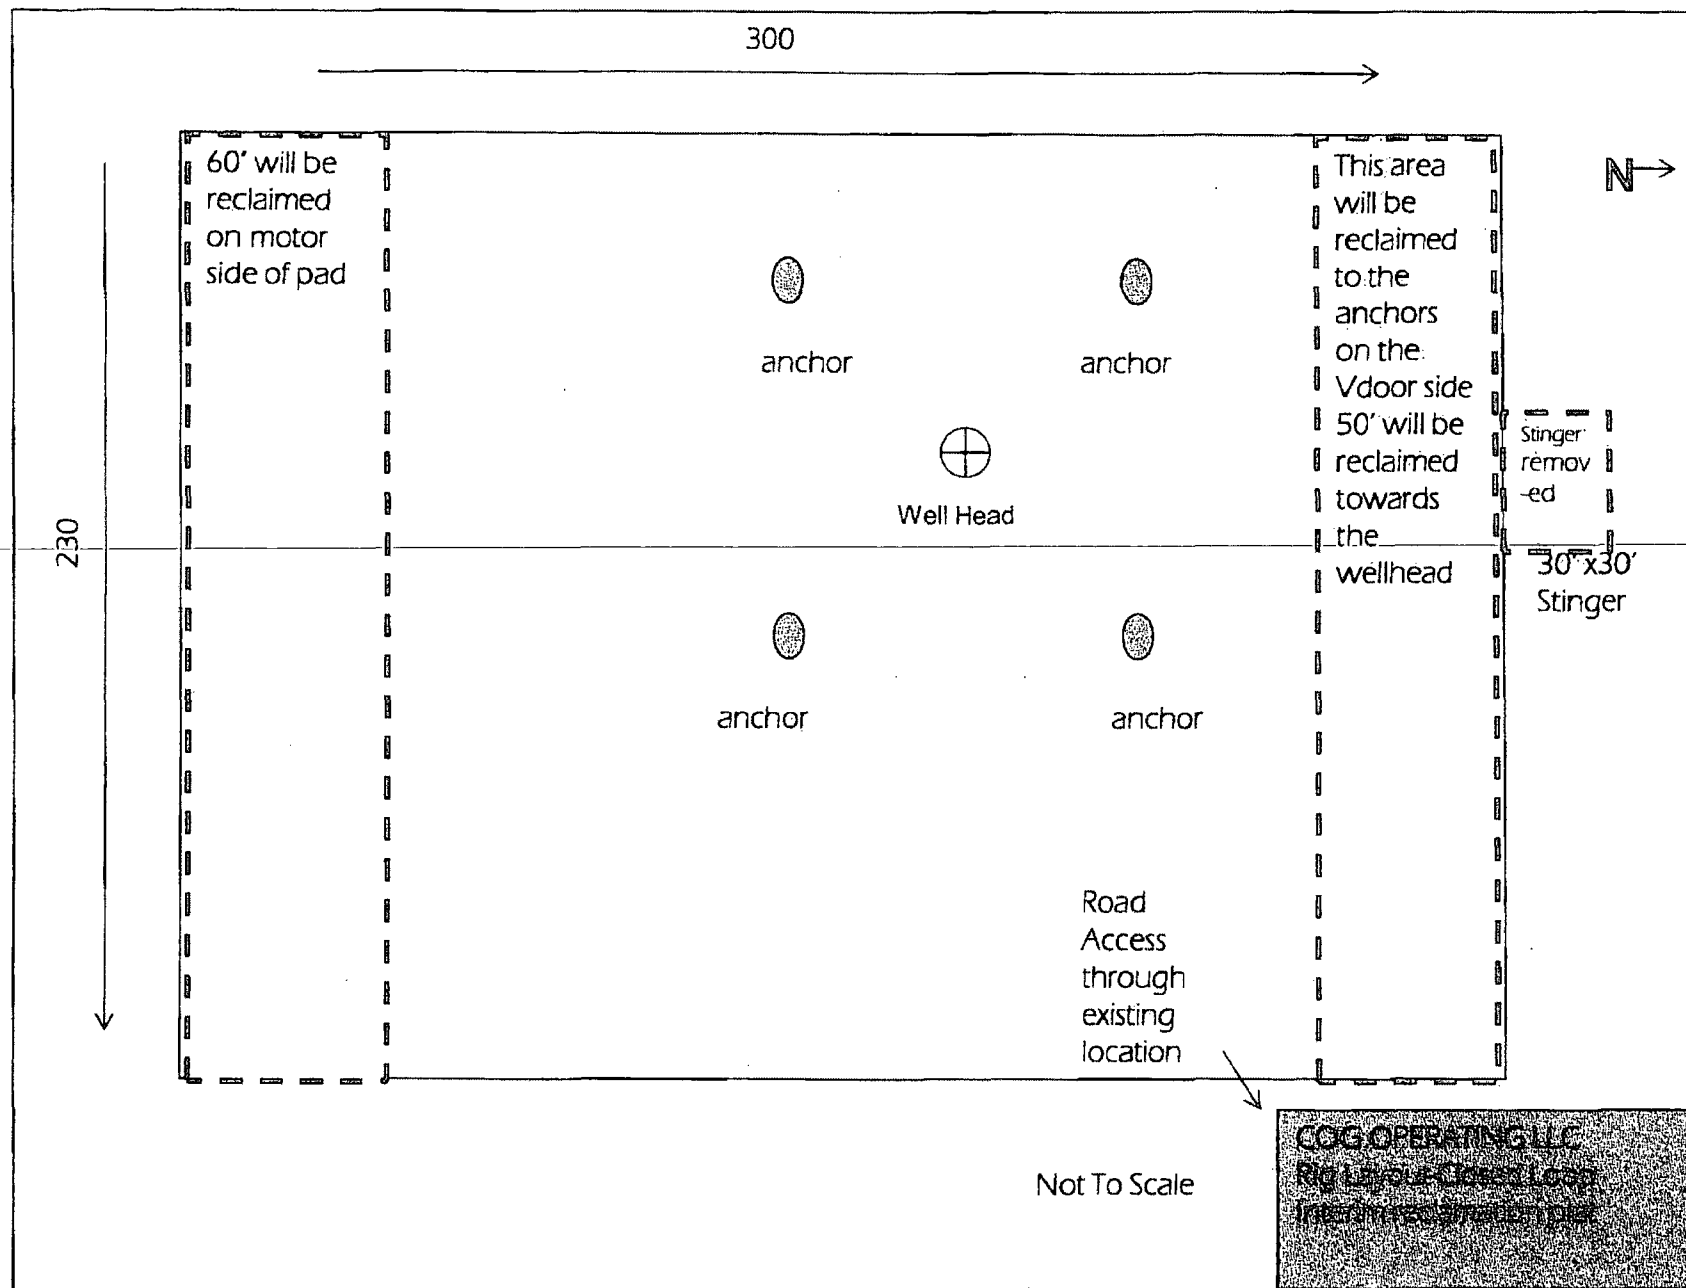 300
60' will be
reclaimed
on motor
side of pad
This area
will be
reclaimed
to the
anchors
on the
Vdoor side
50' will be
reclaimed
towards
the
wellhead
N
anchor
anchor
Stinger
remov
-ed
Well Head
230
30'x30'
Stinger
anchor
anchor
Road
Access
through
existing
location
Not To Scale
COG OPERATING LLC
Rig Layout-Closed Loop
Interim reclamation plat